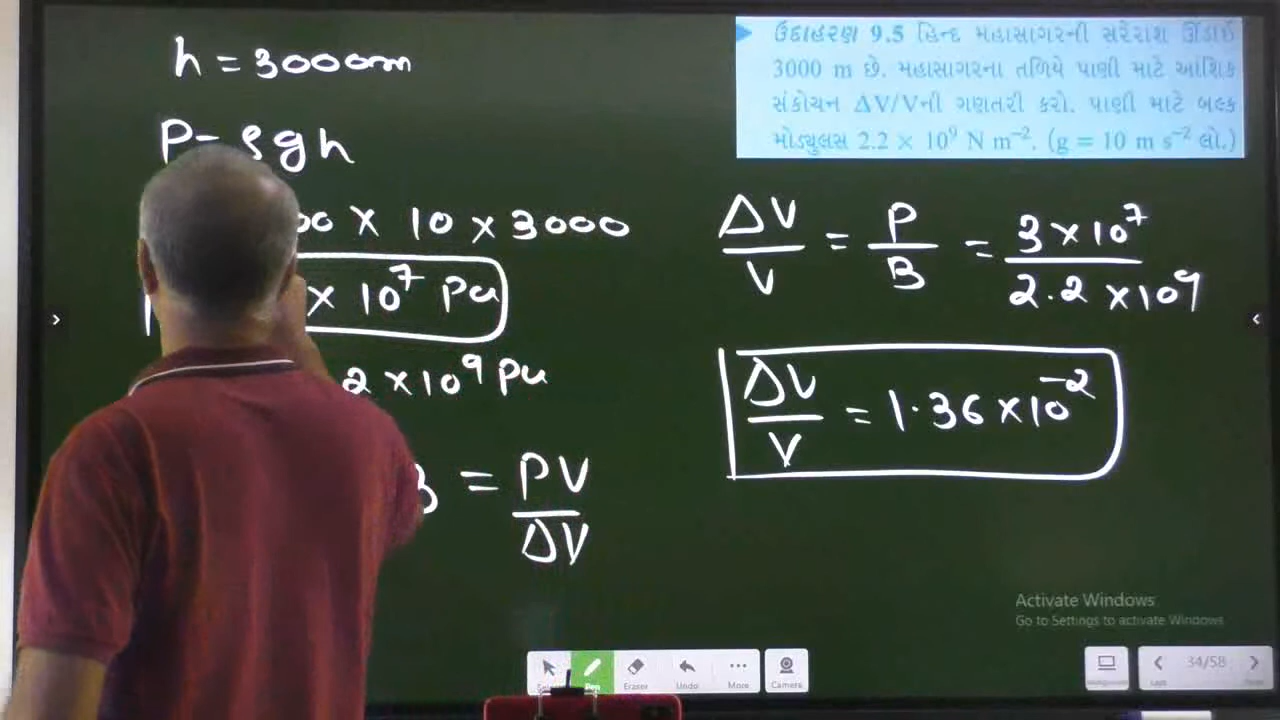 h = 3000m
P = ρgh
00 × 10 × 3000
× 10⁷ Pa
2 × 10⁹ Pa
= PV / ΔV
ઉદાહરણ 9.5 હિન્દ મહાસાગરની સરેરાશ ઊંડાઈ
3000 m છે. મહાસાગરના તળિયે પાણી માટે આંશિક
સંકોચન ΔV/Vની ગણતરી કરો. પાણી માટે બલ્ક
મોડ્યુલસ 2.2 × 10⁹ N m⁻². (g = 10 m s⁻² લો.)
ΔV / V = P / B = 3 × 10⁷ / 2.2 × 10⁹
ΔV / V = 1.36 × 10⁻²
Activate Windows
Go to Settings to activate Windows.
Pen Eraser Undo More Camera
34/58